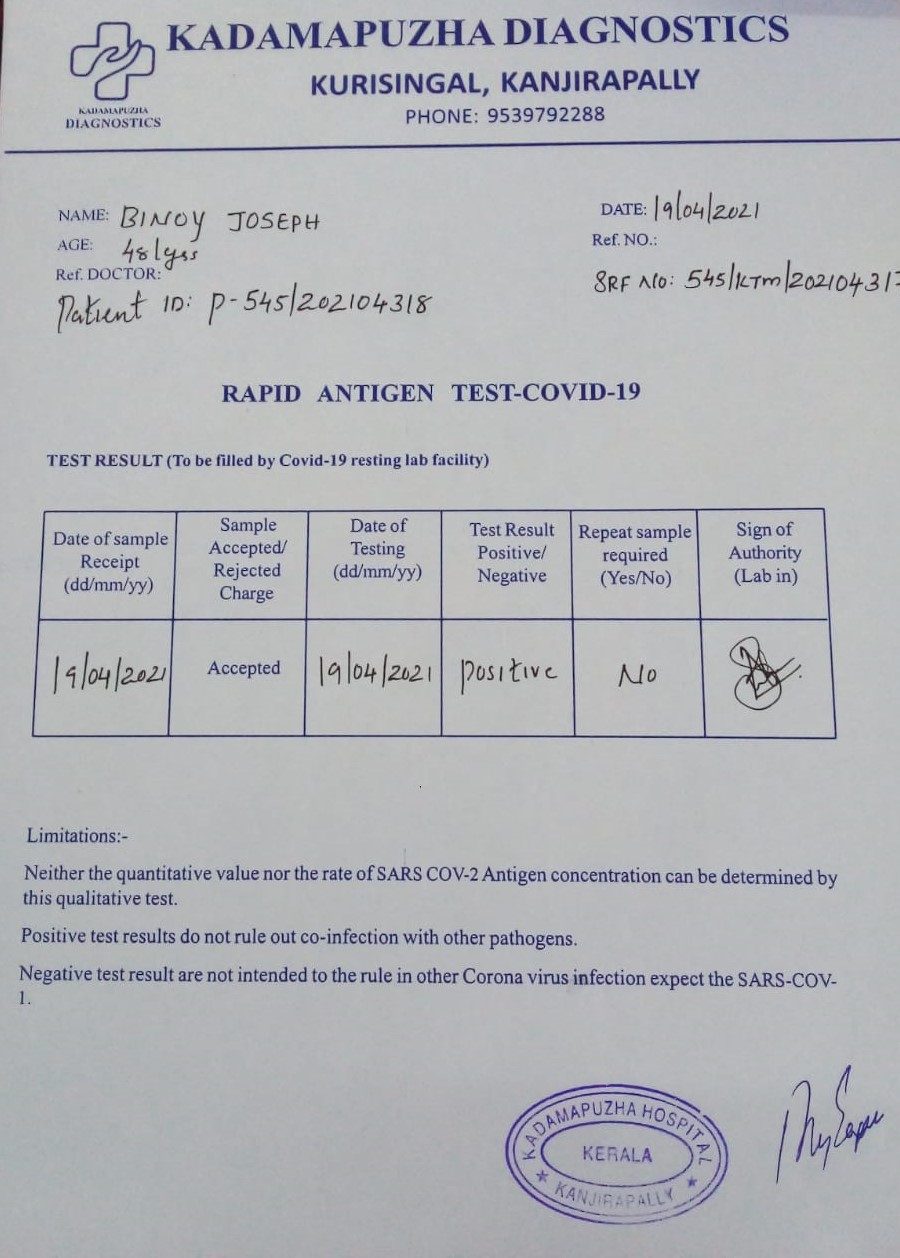 KADAMAPUZHA DIAGNOSTICS
KURISINGAL, KANJIRAPALLY
PHONE: 9539792288
KADAMAPUZHA
DIAGNOSTICS
NAME: BINOY JOSEPH
DATE: 19/04/2021
AGE: 48/yrs
Ref. NO.:
Ref. DOCTOR:
SRF NO: 545/KTM/20210431
Patient ID: P-545/202104318
RAPID ANTIGEN TEST-COVID-19
TEST RESULT (To be filled by Covid-19 resting lab facility)
Date of sample
Receipt
(dd/mm/yy)
Sample
Accepted/
Rejected
Charge
Date of
Testing
(dd/mm/yy)
Test Result
Positive/
Negative
Repeat sample
required
(Yes/No)
Sign of
Authority
(Lab in)
19/04/2021
Accepted
19/04/2021
positive
No
Limitations:-
Neither the quantitative value nor the rate of SARS COV-2 Antigen concentration can be determined by
this qualitative test.
Positive test results do not rule out co-infection with other pathogens.
Negative test result are not intended to the rule in other Corona virus infection expect the SARS-COV-
1.
KADAMAPUZHA HOSPITAL
KERALA
KANJIRAPALLY